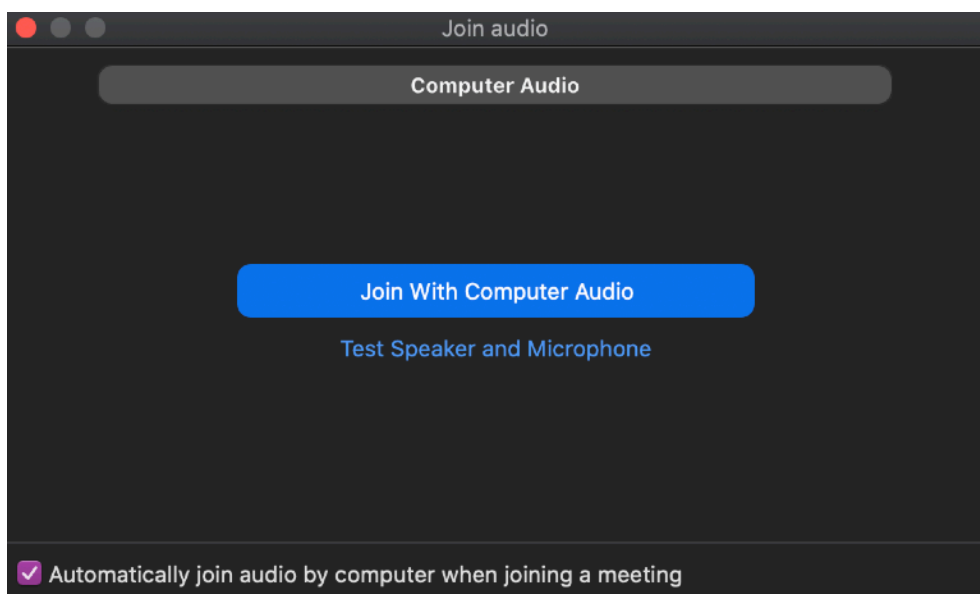 Join audio
Computer Audio
Join With Computer Audio
Test Speaker and Microphone
Automatically join audio by computer when joining a meeting